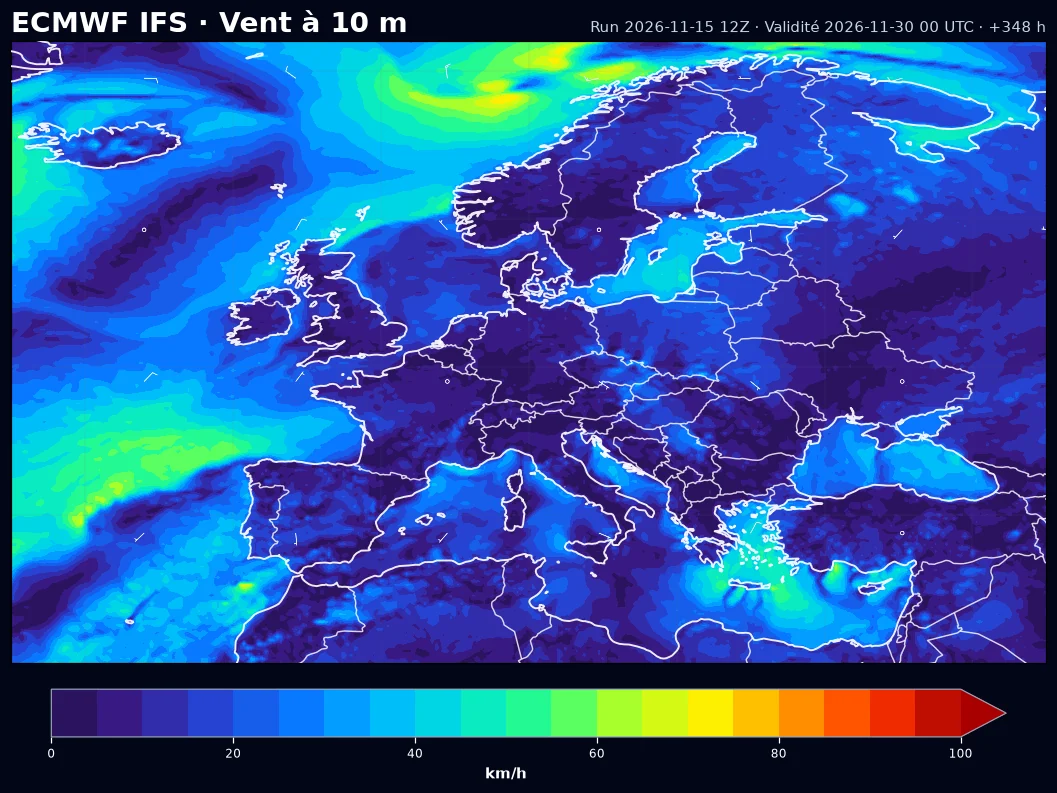 ECMWF IFS · Vent à 10 m
Run 2026-11-15 12Z · Validité 2026-11-30 00 UTC · +348 h
0 20 40 60 80 100
km/h